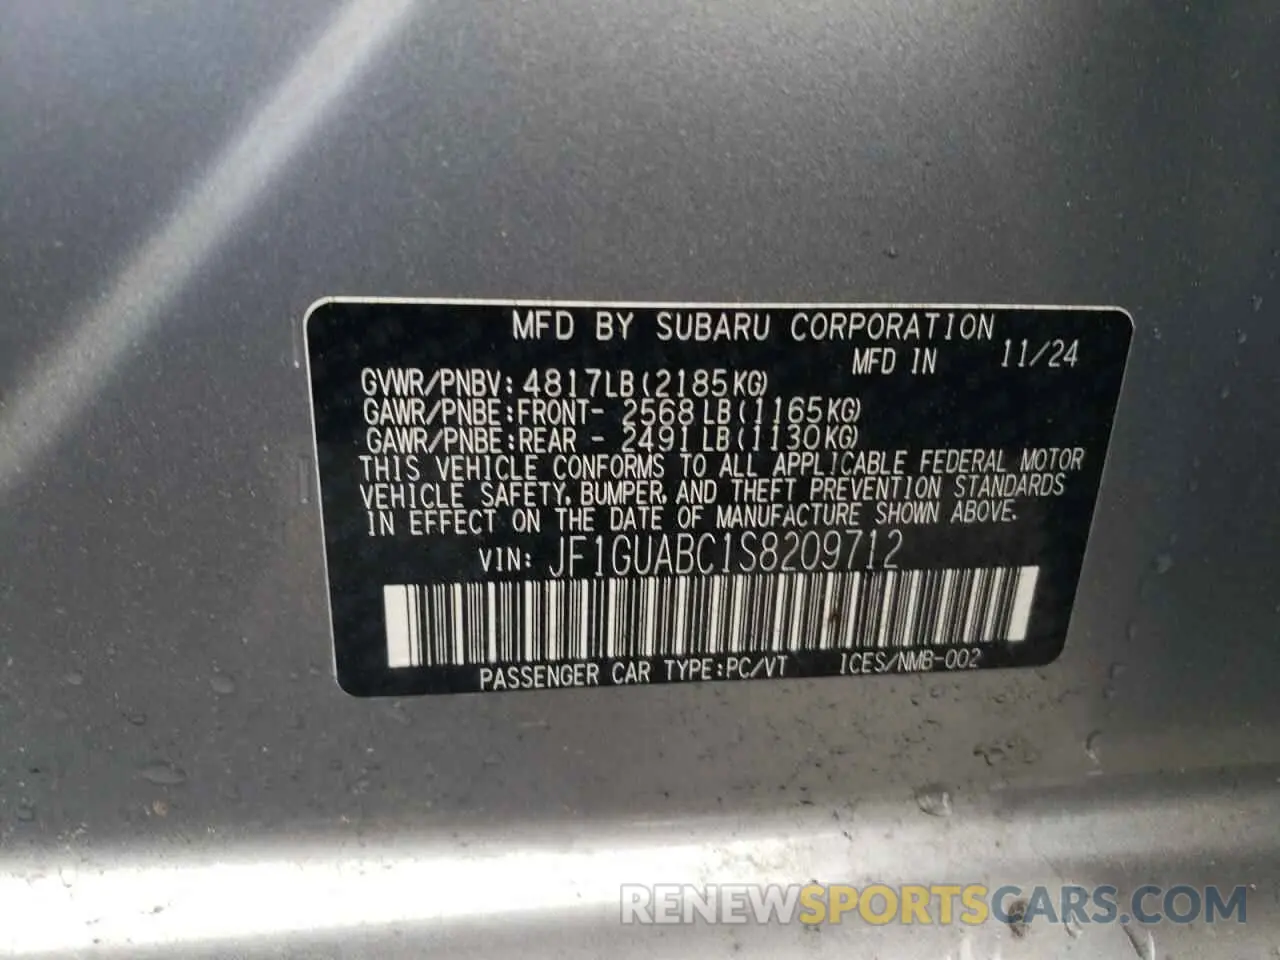 MFD BY SUBARU CORPORATION
MFD IN 11/24
GVWR/PNBV: 4817LB(2185KG)
GAWR/PNBE:FRONT- 2568LB(1165KG)
GAWR/PNBE:REAR - 2491LB(1130KG)
THIS VEHICLE CONFORMS TO ALL APPLICABLE FEDERAL MOTOR
VEHICLE SAFETY, BUMPER, AND THEFT PREVENTION STANDARDS
IN EFFECT ON THE DATE OF MANUFACTURE SHOWN ABOVE.
VIN: JF1GUABC1S8209712
PASSENGER CAR TYPE:PC/VT ICES/NMB-002
RENEWSPORTSCARS.COM